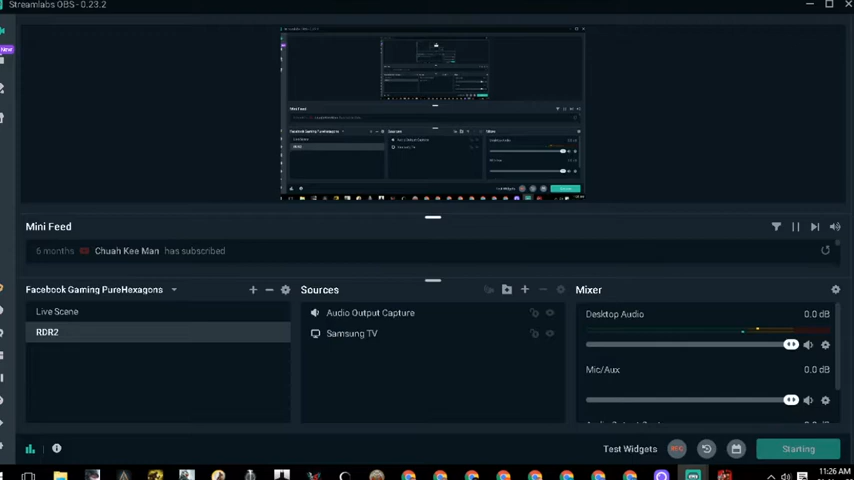 Streamlabs OBS - 0.23.2
New
Mini Feed
6 months Chuah Kee Man has subscribed
Facebook Gaming PureHexagons
Live Scene
RDR2
Sources
Audio Output Capture
Samsung TV
Mixer
Desktop Audio 0.0 dB
Mic/Aux 0.0 dB
Test Widgets REC Starting
11:26 AM